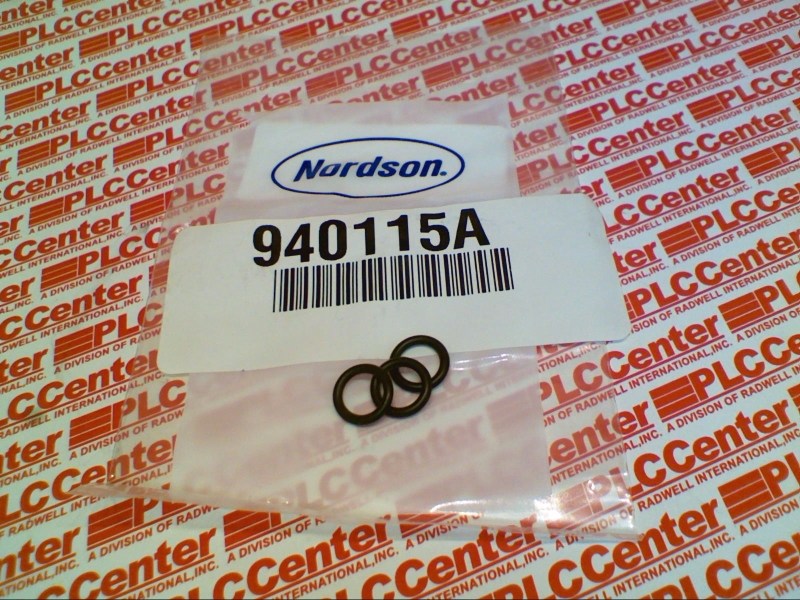 Nordson.
940115A
PLCCenter
A DIVISION OF RADWELL INTERNATIONAL, INC.